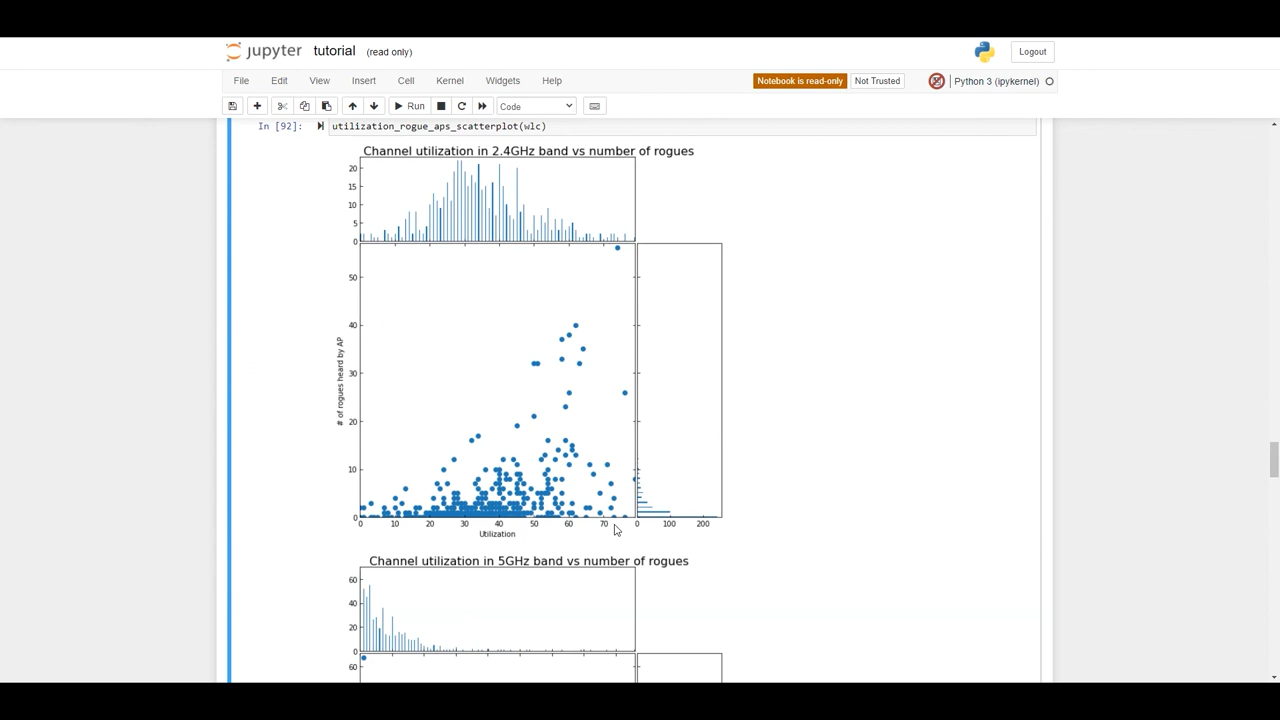 jupyter tutorial (read only) Logout
File Edit View Insert Cell Kernel Widgets Help Notebook is read-only Not Trusted Python 3 (ipykernel)
Run Code
In [92]: utilization_rogue_aps_scatterplot(wlc)
Channel utilization in 2.4GHz band vs number of rogues
20
15
10
5
0
50
40
30
20
10
0
# of rogues heard by AP
0 10 20 30 40 50 60 70 0 100 200
Utilization
Channel utilization in 5GHz band vs number of rogues
60
40
20
0
60